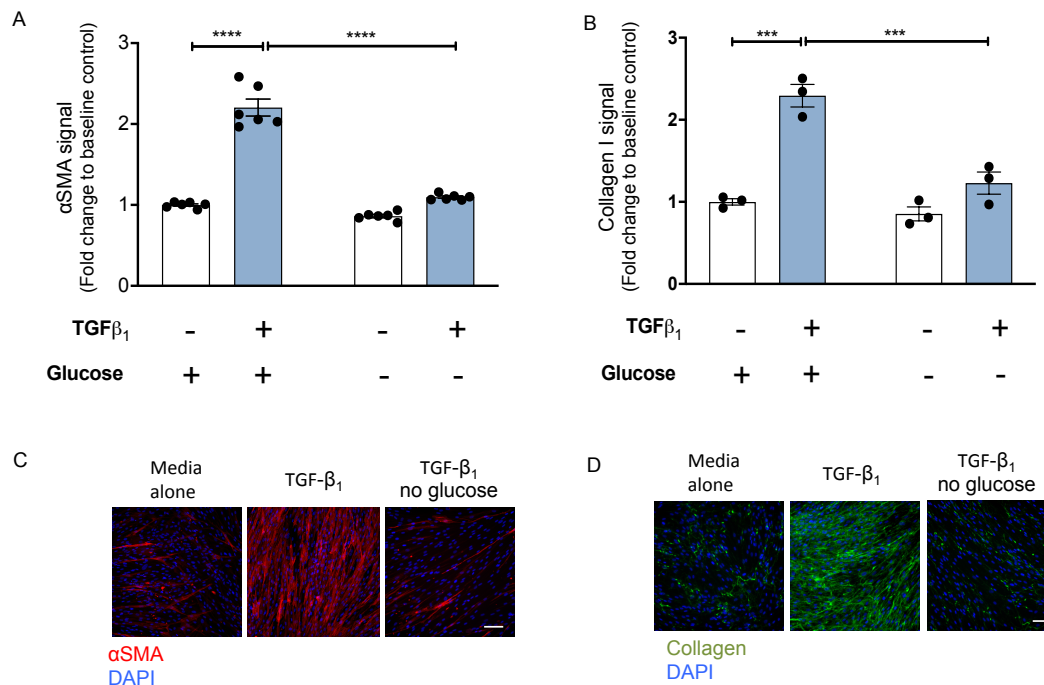 A
αSMA signal
(Fold change to baseline control)
3
2
1
0
****
****
TGFβ1
-
+
-
+
Glucose
+
+
-
-
B
Collagen I signal
(Fold change to baseline control)
3
2
1
0
***
***
TGFβ1
-
+
-
+
Glucose
+
+
-
-
C
Media
alone
TGF-β1
TGF-β1
no glucose
αSMA
DAPI
D
Media
alone
TGF-β1
TGF-β1
no glucose
Collagen
DAPI